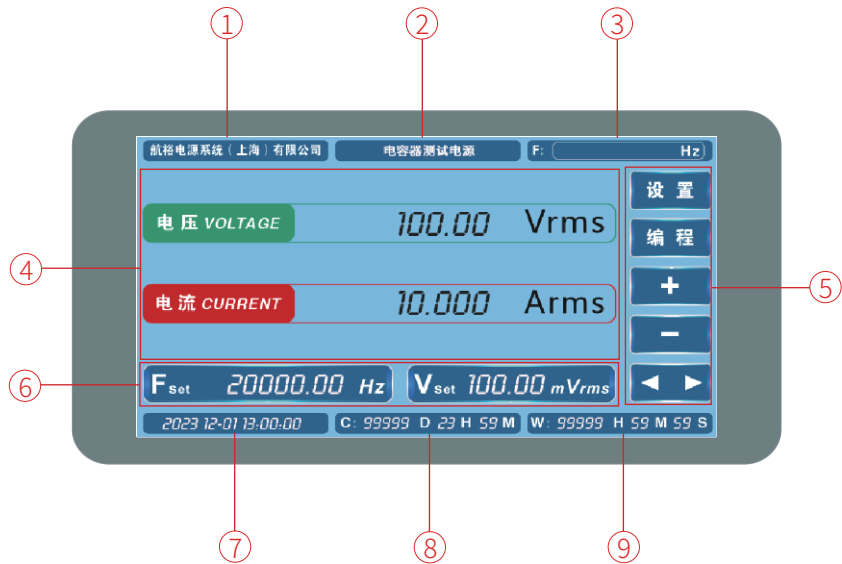 ① ② ③
航裕电源系统（上海）有限公司 电容器测试电源 F: Hz
设 置
电 压 VOLTAGE 100.00 Vrms
编 程
④ + ⑤
电 流 CURRENT 10.000 Arms
−
⑥ Fset 20000.00 Hz Vset 100.00 mVrms ◀ ▶
2023 12-01 13:00:00 C: 99999 D 23 H 59 M W: 99999 H 59 M 59 S
⑦ ⑧ ⑨